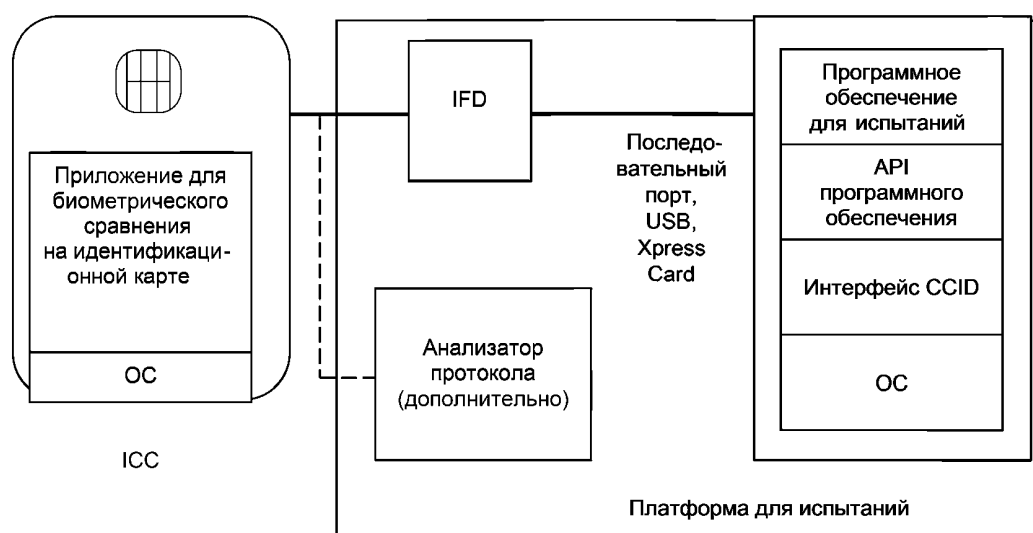 Приложение для
биометрического
сравнения
на идентификаци-
онной карте
ОС
ICC
IFD
Последо-
вательный
порт,
USB,
Xpress
Card
Анализатор
протокола
(дополнительно)
Программное
обеспечение
для испытаний
API
программного
обеспечения
Интерфейс CCID
ОС
Платформа для испытаний